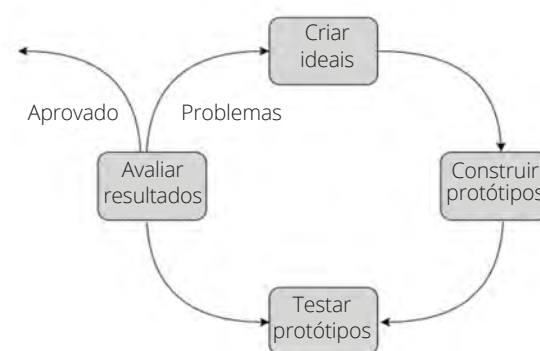 Criar
ideais
Aprovado
Problemas
Avaliar
resultados
Construir
protótipos
Testar
protótipos